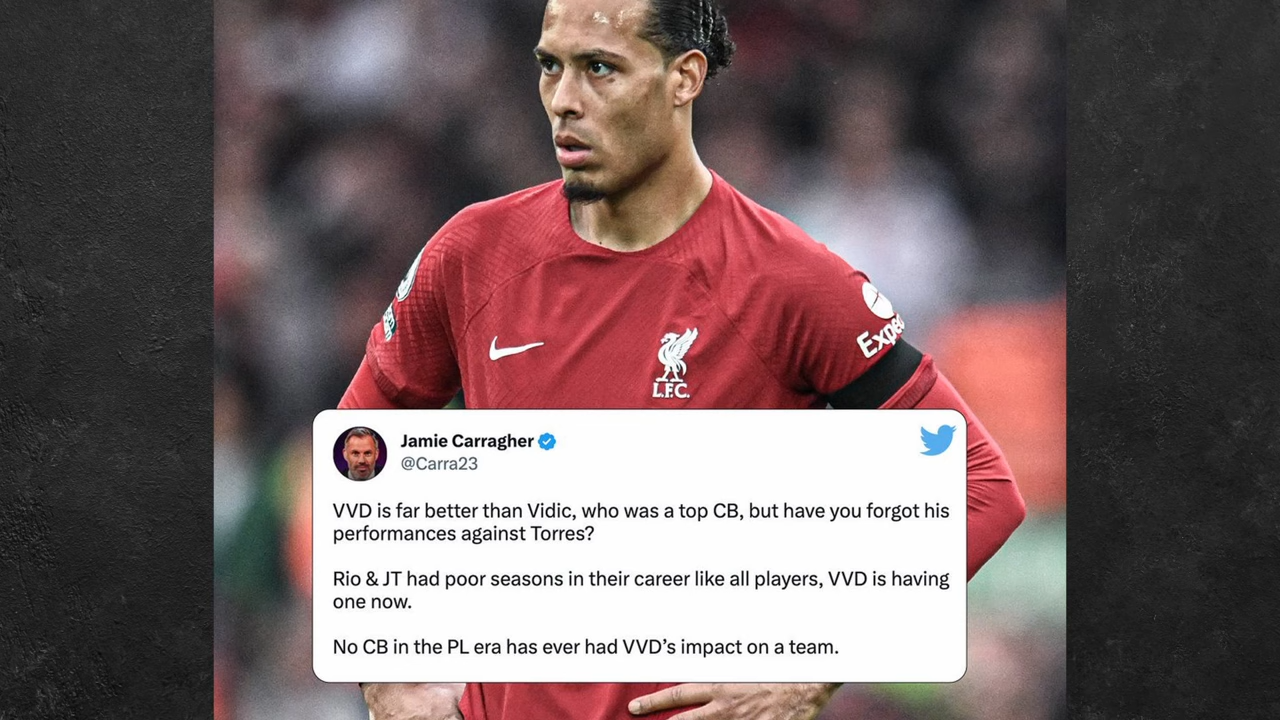 Expe
L.F.C.
Jamie Carragher
@Carra23
VVD is far better than Vidic, who was a top CB, but have you forgot his
performances against Torres?
Rio & JT had poor seasons in their career like all players, VVD is having
one now.
No CB in the PL era has ever had VVD’s impact on a team.